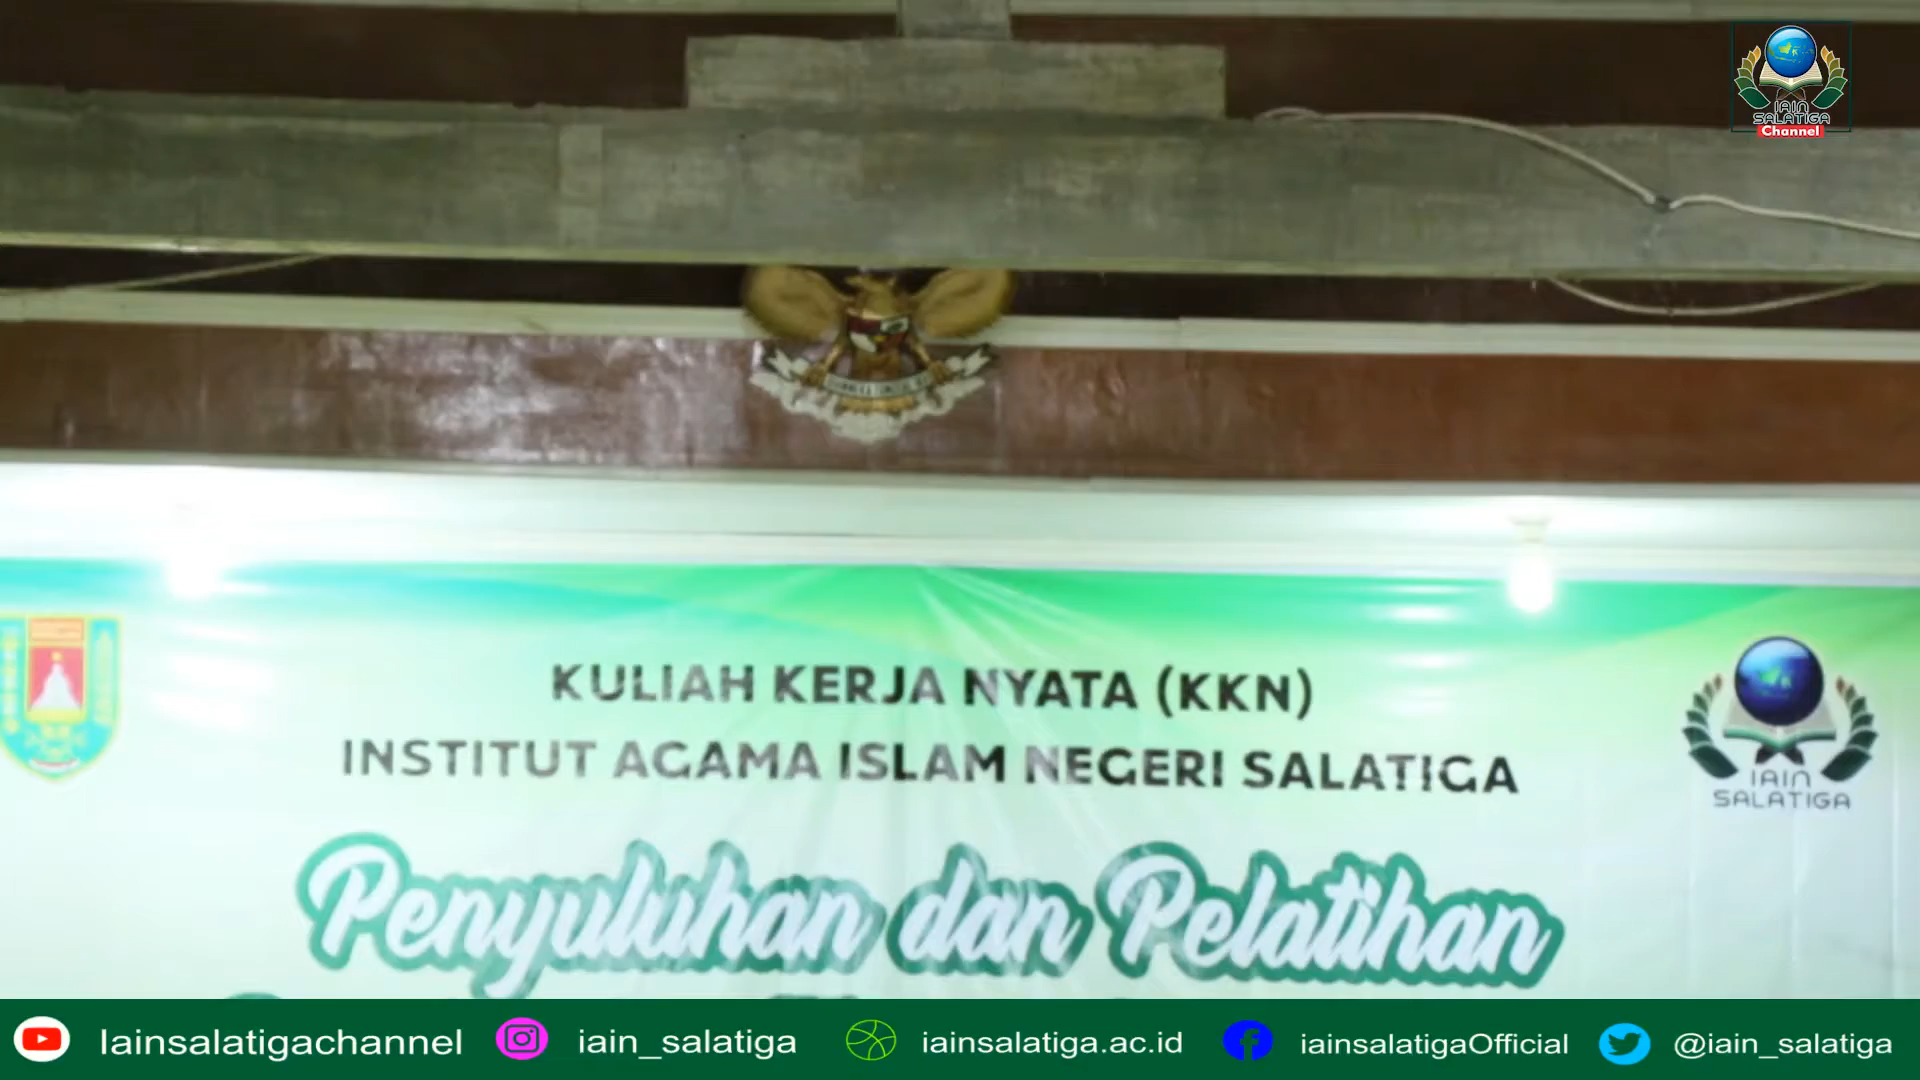 IAIN
SALATIGA
Channel
KULIAH KERJA NYATA (KKN)
INSTITUT AGAMA ISLAM NEGERI SALATIGA
IAIN
SALATIGA
Penyuluhan dan Pelatihan
Iainsalatigachannel
iain_salatiga
iainsalatiga.ac.id
iainsalatigaOfficial
@iain_salatiga